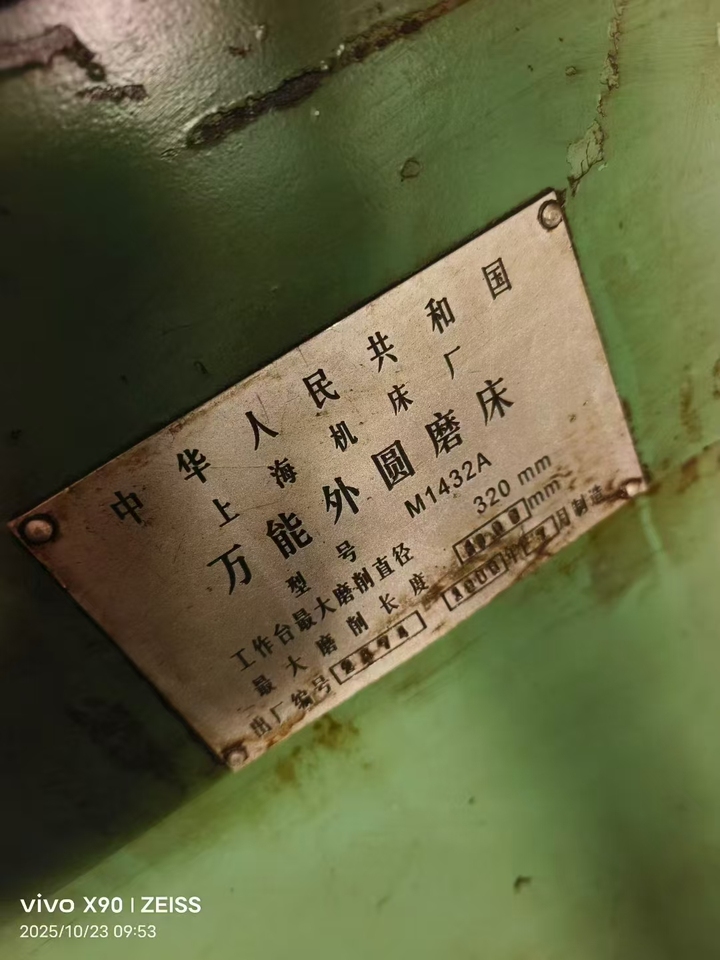 中华人民共和国
上海机床厂
万能外圆磨床
型号 M1432A
工作台最大磨削直径 320 mm
最大磨削长度 mm
出厂编号 年 月制造
vivo X90 | ZEISS
2025/10/23 09:53